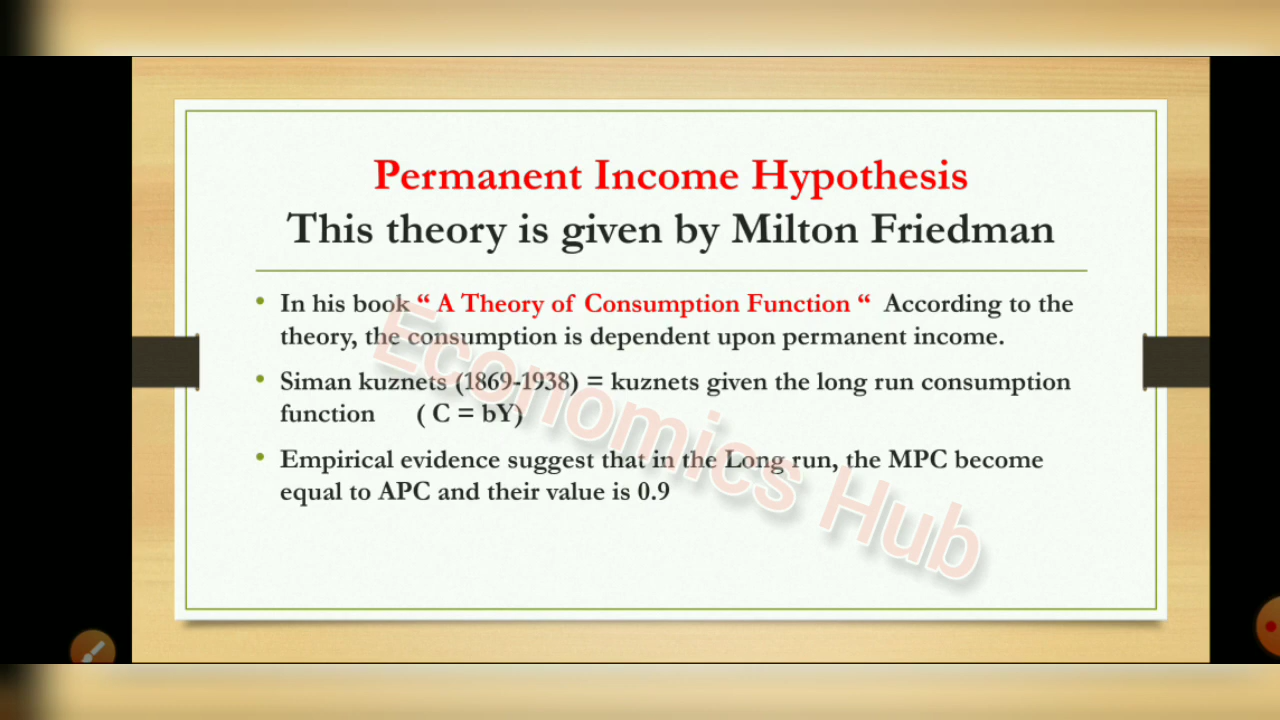 Permanent Income Hypothesis
This theory is given by Milton Friedman
• In his book “ A Theory of Consumption Function “ According to the
theory, the consumption is dependent upon permanent income.
• Siman kuznets (1869-1938) = kuznets given the long run consumption
function ( C = bY)
• Empirical evidence suggest that in the Long run, the MPC become
equal to APC and their value is 0.9
Economics Hub